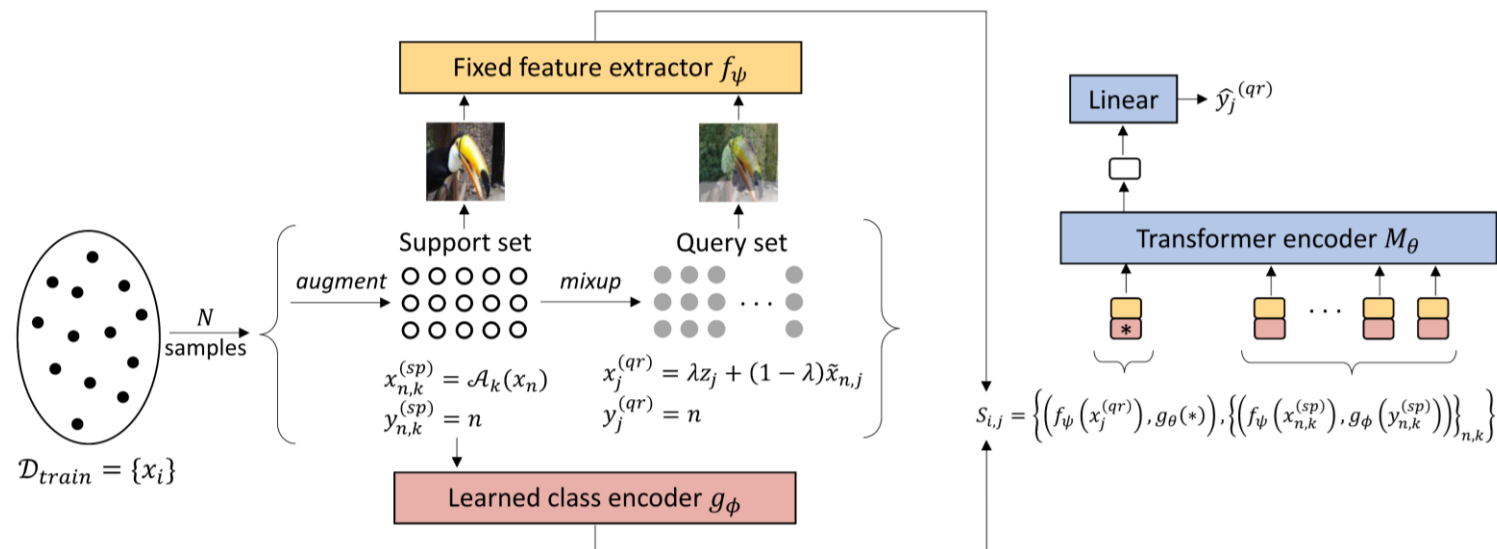 Fixed feature extractor f_ψ
Support set
Query set
augment
mixup
N
samples
x_{n,k}^{(sp)} = 𝒜_k(x_n)
y_{n,k}^{(sp)} = n
x_j^{(qr)} = λz_j + (1 − λ)x̃_{n,j}
y_j^{(qr)} = n
𝒟_{train} = {x_i}
Learned class encoder g_ϕ
Linear
ŷ_j^{(qr)}
Transformer encoder M_θ
*
. . .
. . .
S_{i,j} = {(f_ψ(x_j^{(qr)}), g_θ(*)), {(f_ψ(x_{n,k}^{(sp)}), g_ϕ(y_{n,k}^{(sp)}))}_{n,k}}